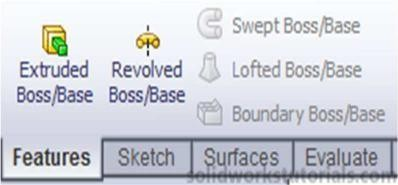 Extruded Boss/Base
Revolved Boss/Base
Swept Boss/Base
Lofted Boss/Base
Boundary Boss/Base
Features
Sketch
Surfaces
Evaluate
solidworkstutorials.com